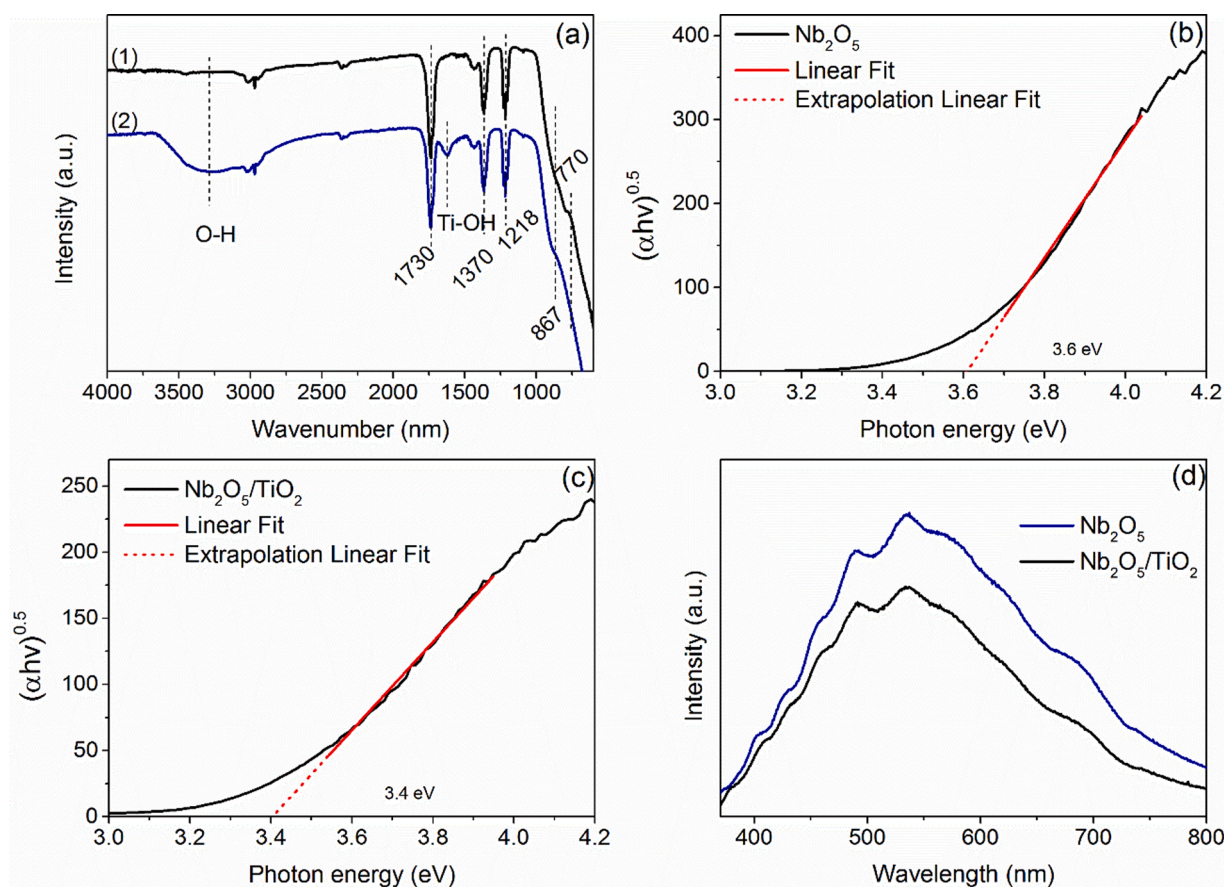 (a)
(1)
(2)
O-H
Ti-OH
1730
1370
1218
867
770
Intensity (a.u.)
4000 3500 3000 2500 2000 1500 1000
Wavenumber (nm)
(b)
Nb₂O₅
Linear Fit
Extrapolation Linear Fit
400
300
200
100
0
(αhv)^0.5
3.6 eV
3.0 3.2 3.4 3.6 3.8 4.0 4.2
Photon energy (eV)
(c)
Nb₂O₅/TiO₂
Linear Fit
Extrapolation Linear Fit
250
200
150
100
50
0
(αhv)^0.5
3.4 eV
3.0 3.2 3.4 3.6 3.8 4.0 4.2
Photon energy (eV)
(d)
Nb₂O₅
Nb₂O₅/TiO₂
Intensity (a.u.)
400 500 600 700 800
Wavelength (nm)